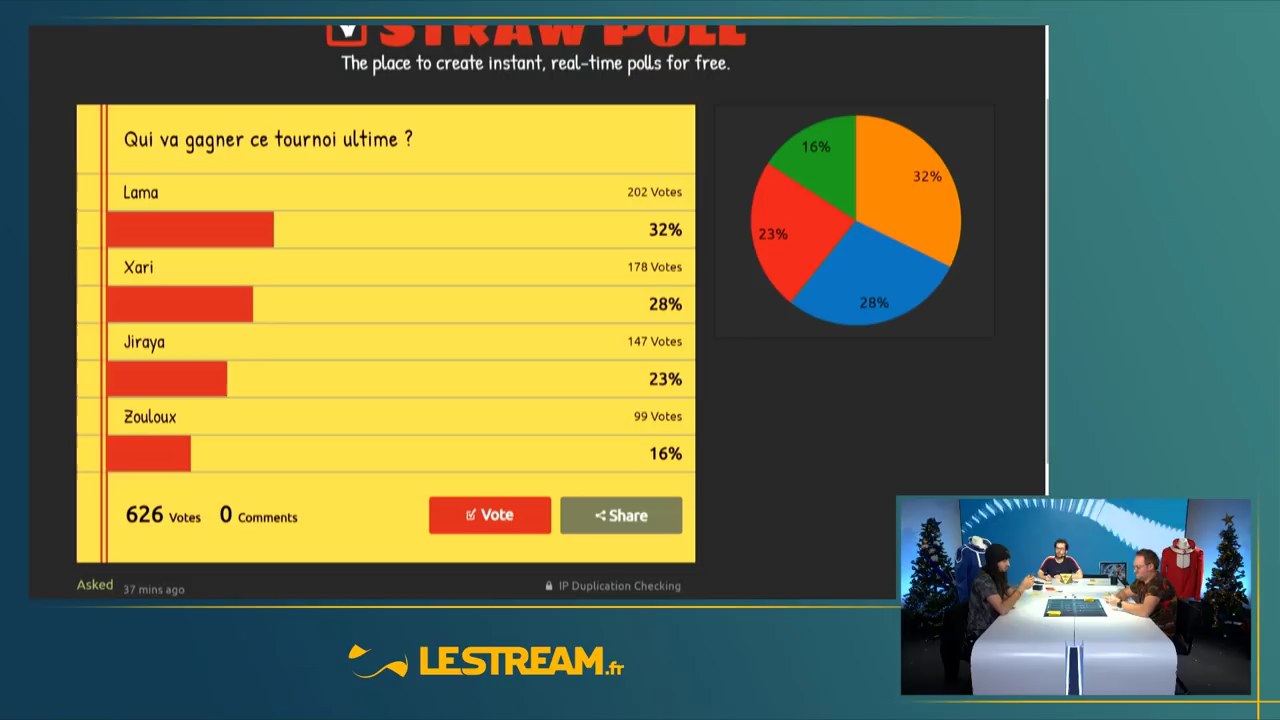 STRAW POLL
The place to create instant, real-time polls for free.
Qui va gagner ce tournoi ultime ?
Lama 202 Votes
32%
Xari 178 Votes
28%
Jiraya 147 Votes
23%
Zouloux 99 Votes
16%
626 Votes 0 Comments Vote Share
Asked 37 mins ago IP Duplication Checking
16%
32%
23%
28%
LESTREAM.fr